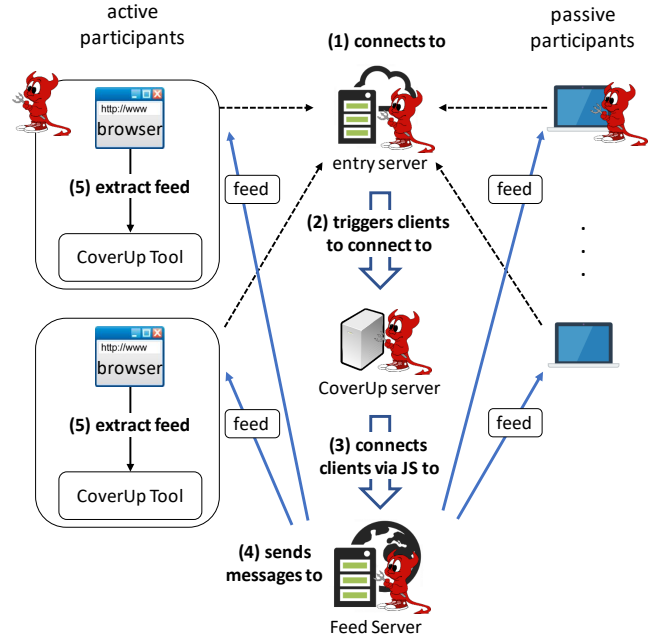 active
participants
(1) connects to
passive
participants
http://www
browser
(5) extract feed
CoverUp Tool
entry server
feed
feed
(2) triggers clients
to connect to
.
.
.
http://www
browser
(5) extract feed
CoverUp Tool
CoverUp server
feed
feed
(3) connects
clients via JS to
(4) sends
messages to
Feed Server